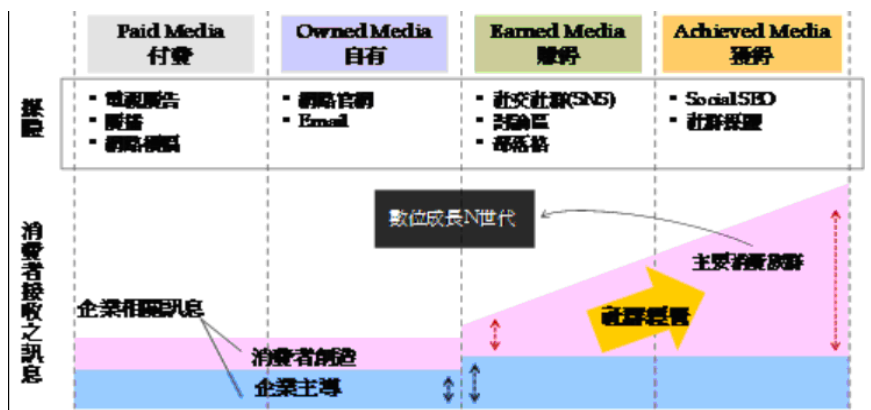 Paid Media
付費
Owned Media
自有
Earned Media
賺得
Achieved Media
獲得
媒體
▪ 電視廣告
▪ 廣播
▪ 網路橫幅
▪ 網路官網
▪ Email
▪ 社交社群(SNS)
▪ 討論區
▪ 部落格
▪ Social SEO
▪ 社群媒體
消費者接收之訊息
數位成長N世代
主要消費族群
社群經營
企業相關訊息
消費者創造
企業主導